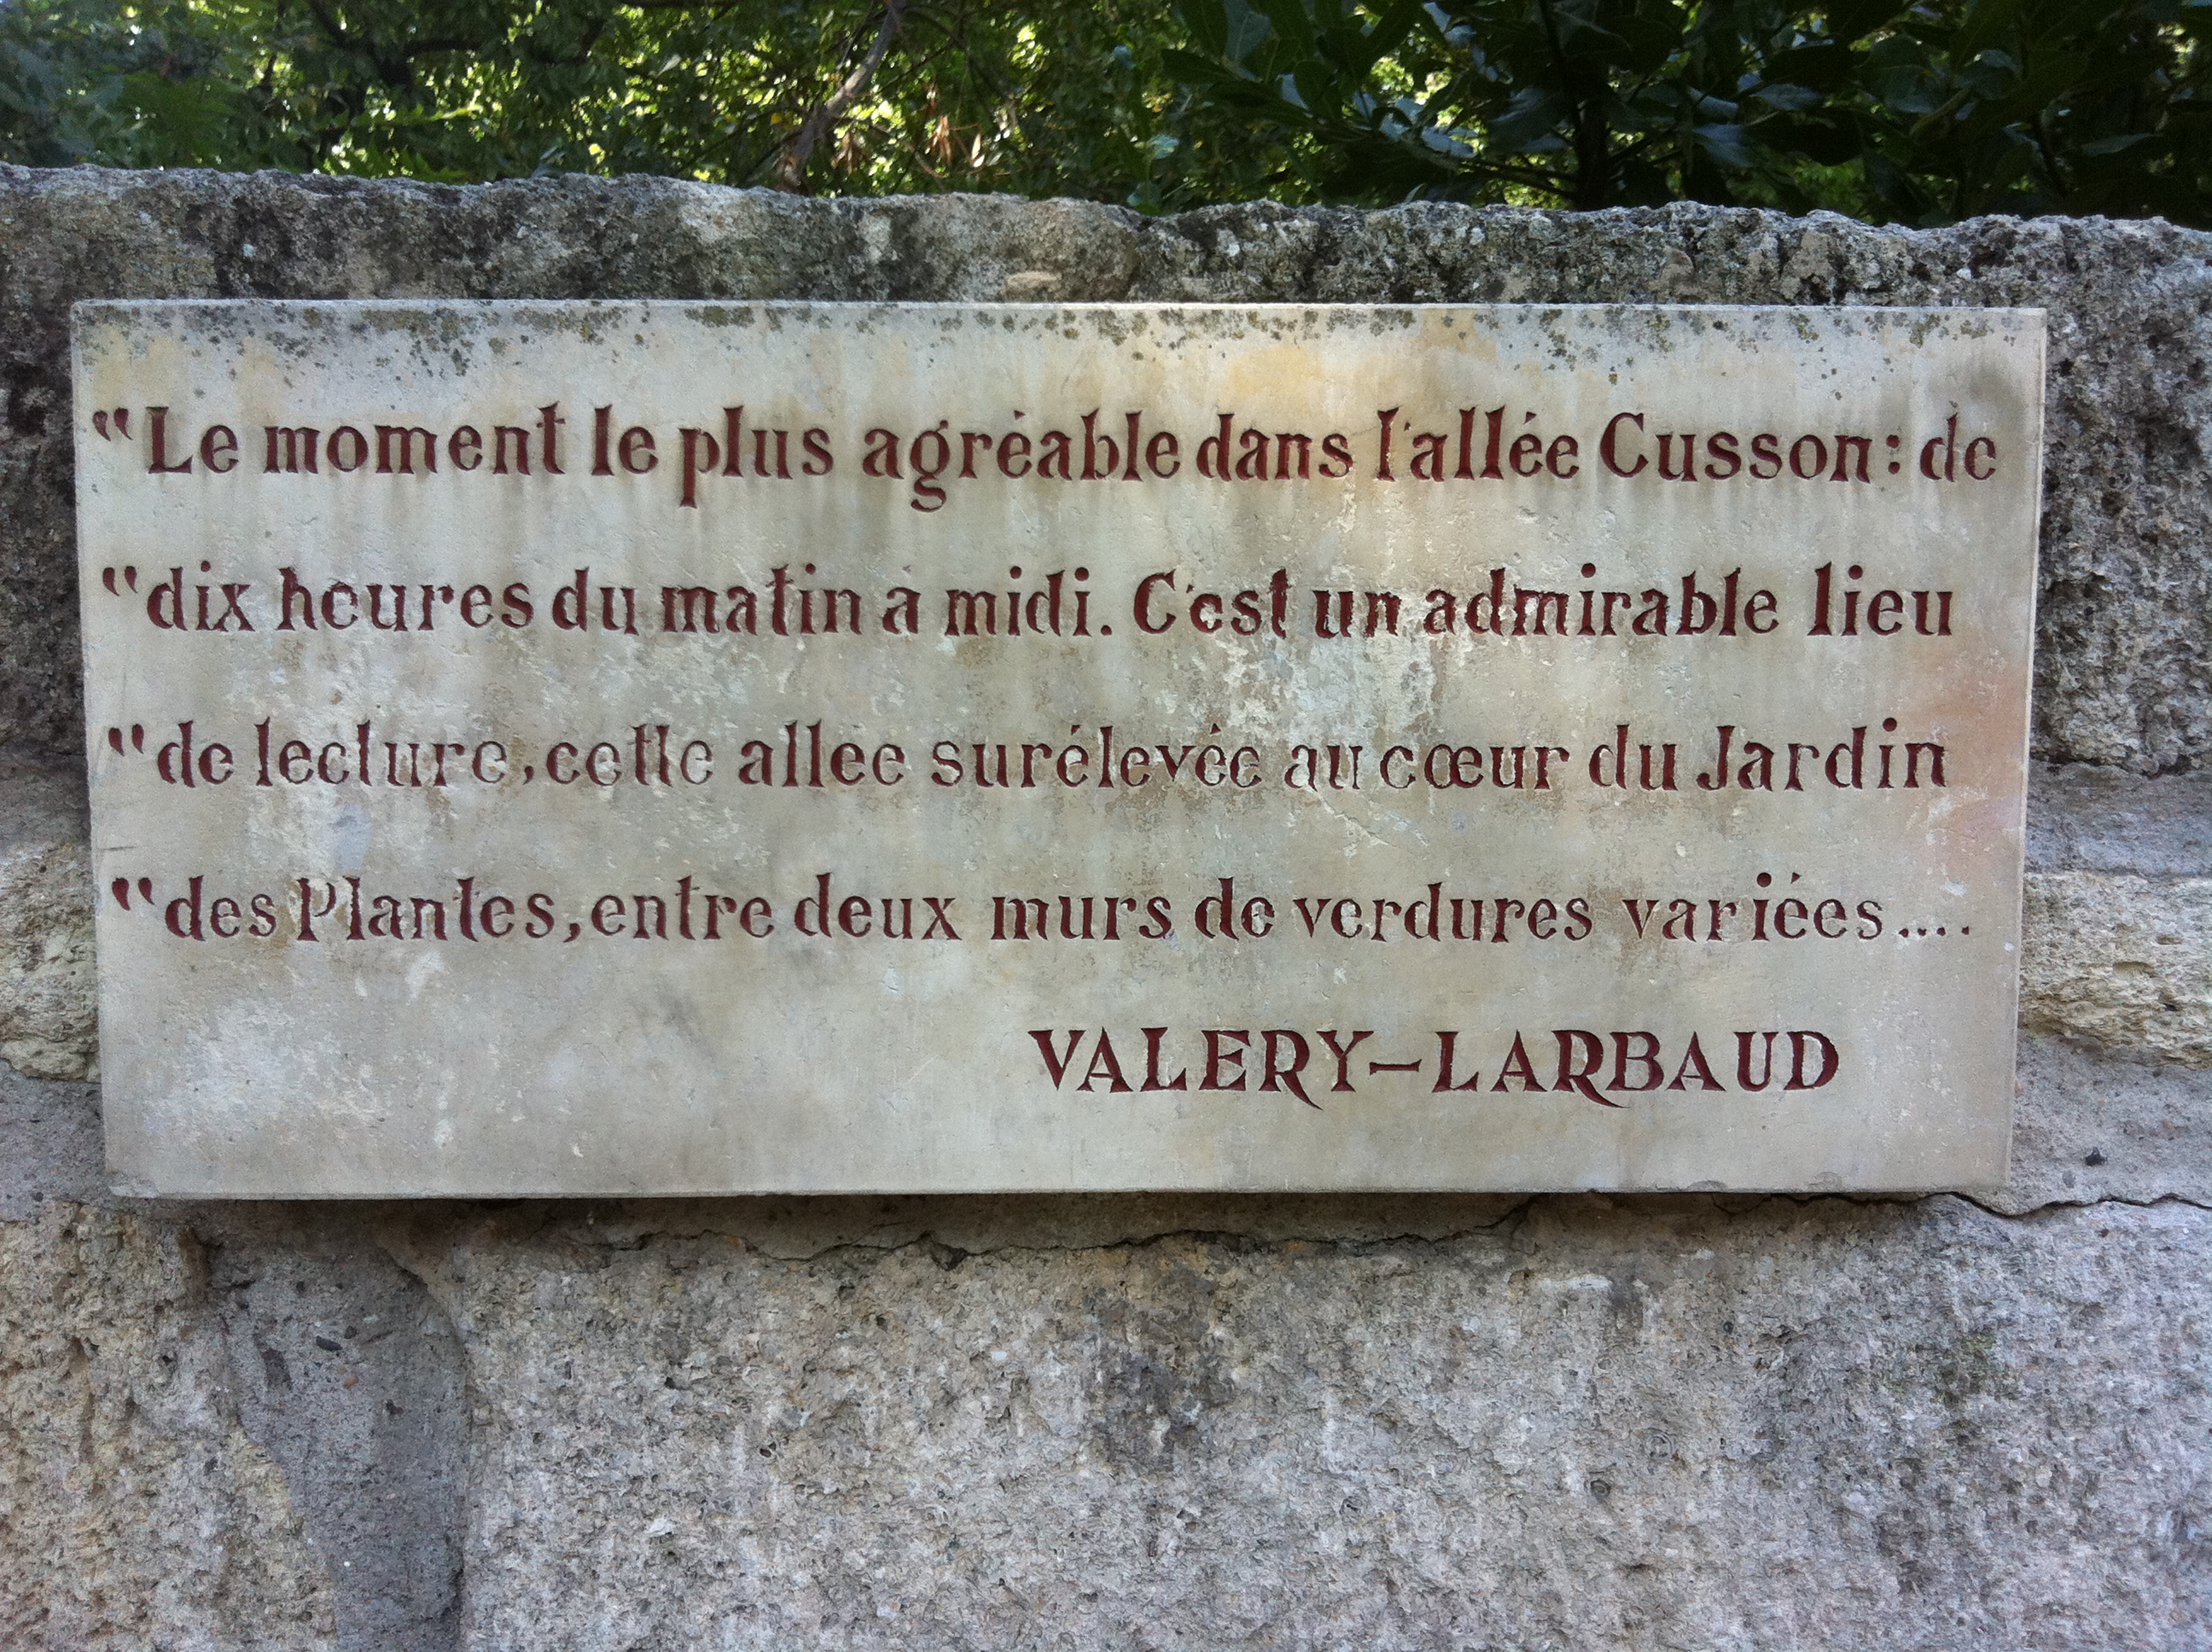 “Le moment le plus agréable dans l'allée Cusson: de
“dix heures du matin a midi. C'est un admirable lieu
“de lecture, cette allee surélevée au cœur du Jardin
“des Plantes, entre deux murs de verdures variées....
VALERY-LARBAUD